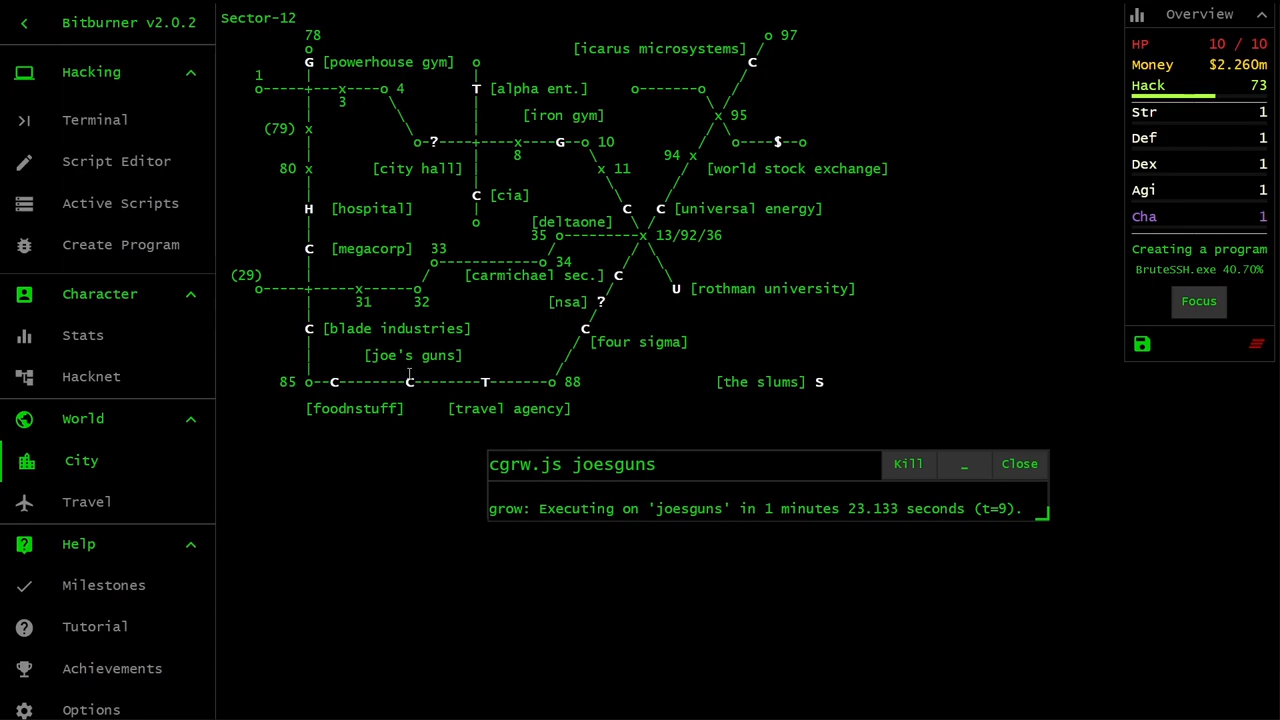 Bitburner v2.0.2
Hacking
Terminal
Script Editor
Active Scripts
Create Program
Character
Stats
Hacknet
World
City
Travel
Help
Milestones
Tutorial
Achievements
Options
Sector-12
78
o 97
o
[icarus microsystems] /
G [powerhouse gym] o
C
1
o-----+---x----o 4
T [alpha ent.]
o-------o
3
[iron gym]
x 95
(79) x
o-?----+----x----G--o 10
o----$--o
8
94 x
80 x
[city hall]
x 11
[world stock exchange]
C [cia]
H [hospital]
C
C [universal energy]
o
[deltaone]
35 o---------x 13/92/36
C [megacorp] 33
o-------------o 34
(29)
[carmichael sec.] C
o-----+-----x------o
U [rothman university]
31 32
[nsa] ?
C [blade industries]
C
[four sigma]
[joe's guns]
85 o--C--------C--------T-------o 88
[the slums] S
[foodnstuff] [travel agency]
cgrw.js joesguns
Kill
_
Close
grow: Executing on 'joesguns' in 1 minutes 23.133 seconds (t=9).
Overview
HP 10 / 10
Money $2.260m
Hack 73
Str 1
Def 1
Dex 1
Agi 1
Cha 1
Creating a program
BruteSSH.exe 40.70%
Focus